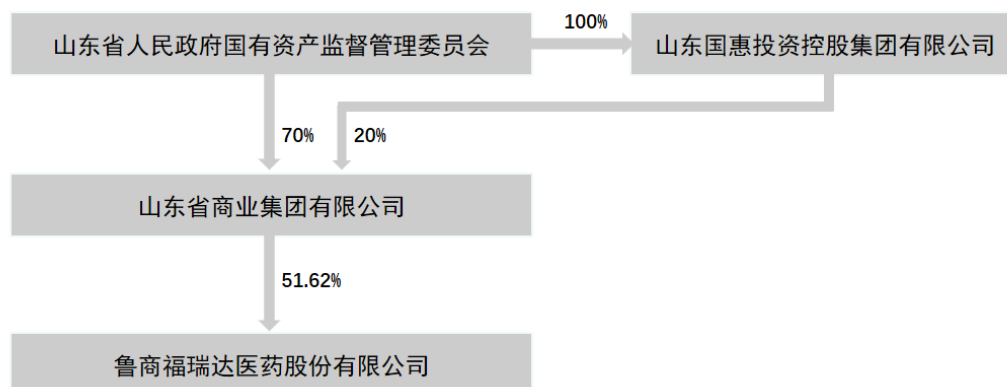 山东省人民政府国有资产监督管理委员会
100%
山东国惠投资控股集团有限公司
70%
20%
山东省商业集团有限公司
51.62%
鲁商福瑞达医药股份有限公司